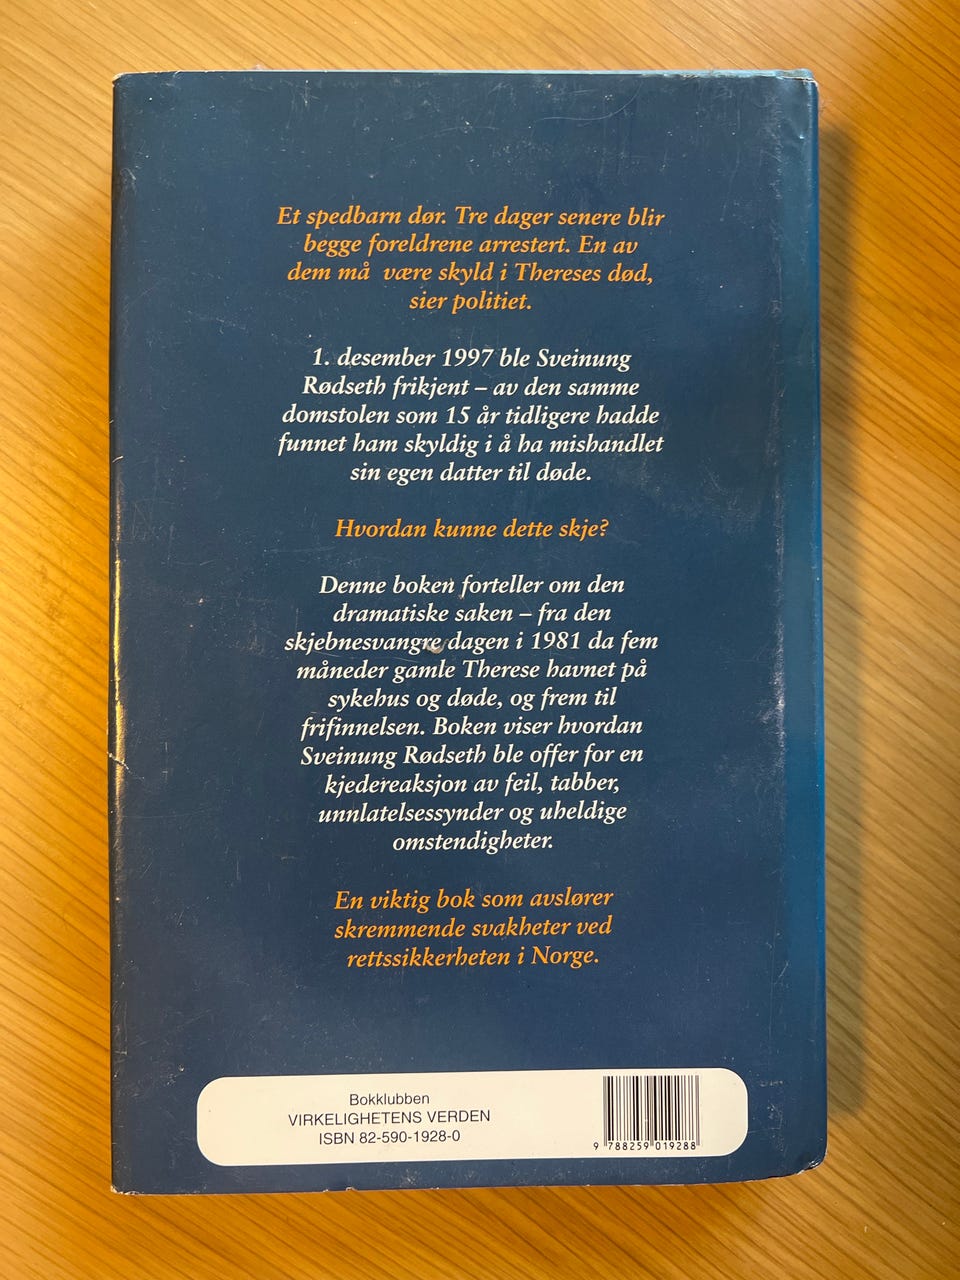 Et spedbarn dør. Tre dager senere blir
begge foreldrene arrestert. En av
dem må være skyld i Thereses død,
sier politiet.
1. desember 1997 ble Sveinung
Rødseth frikjent – av den samme
domstolen som 15 år tidligere hadde
funnet ham skyldig i å ha mishandlet
sin egen datter til døde.
Hvordan kunne dette skje?
Denne boken forteller om den
dramatiske saken – fra den
skjebnesvangre dagen i 1981 da fem
måneder gamle Therese havnet på
sykehus og døde, og frem til
frifinnelsen. Boken viser hvordan
Sveinung Rødseth ble offer for en
kjedereaksjon av feil, tabber,
unnlatelsessynder og uheldige
omstendigheter.
En viktig bok som avslører
skremmende svakheter ved
rettssikkerheten i Norge.
Bokklubben
VIRKELIGHETENS VERDEN
ISBN 82-590-1928-0
9 788259 019288